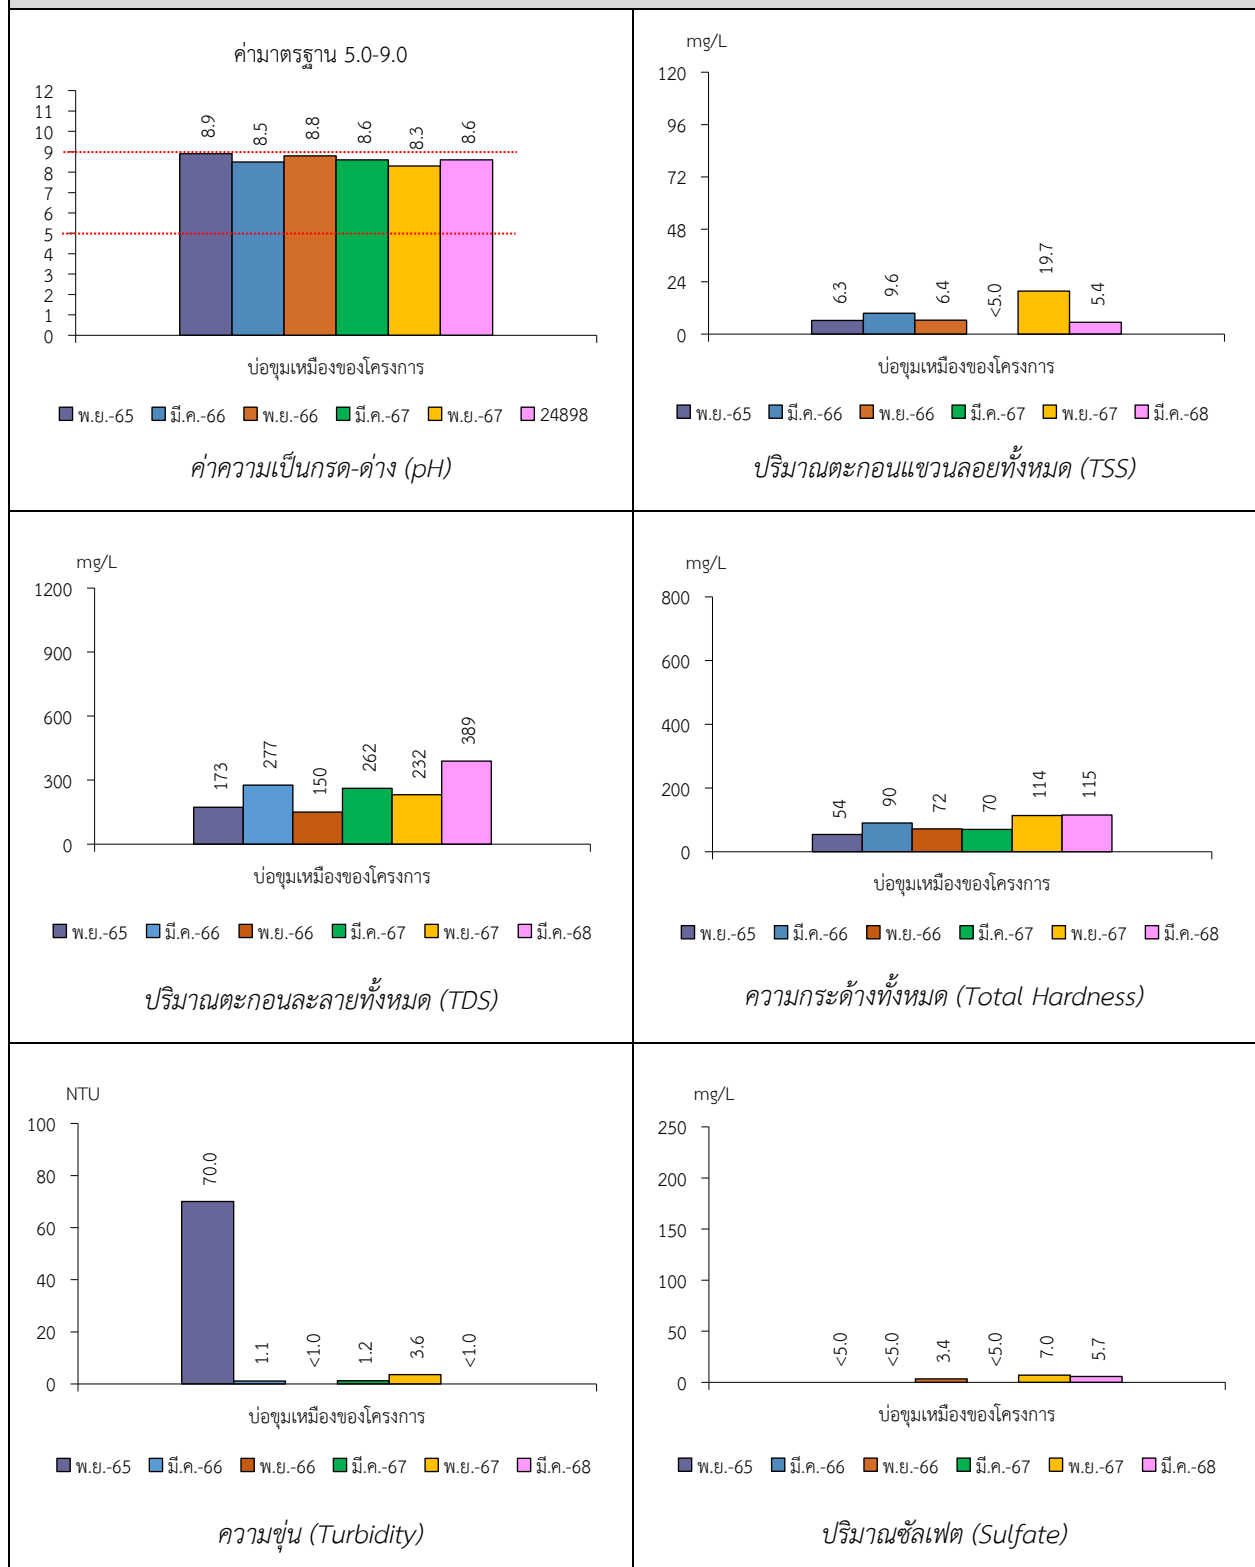 ค่ามาตรฐาน 5.0-9.0
12
11
10
9
8
7
6
5
4
3
2
1
0
8.9 8.5 8.8 8.6 8.3 8.6
บ่อขุมเหมืองของโครงการ
พ.ย.-65 มี.ค.-66 พ.ย.-66 มี.ค.-67 พ.ย.-67 24898
ค่าความเป็นกรด-ด่าง (pH)
mg/L
120
96
72
48
24
0
6.3 9.6 6.4 <5.0 19.7 5.4
บ่อขุมเหมืองของโครงการ
พ.ย.-65 มี.ค.-66 พ.ย.-66 มี.ค.-67 พ.ย.-67 มี.ค.-68
ปริมาณตะกอนแขวนลอยทั้งหมด (TSS)
mg/L
1200
900
600
300
0
173 277 150 262 232 389
บ่อขุมเหมืองของโครงการ
พ.ย.-65 มี.ค.-66 พ.ย.-66 มี.ค.-67 พ.ย.-67 มี.ค.-68
ปริมาณตะกอนละลายทั้งหมด (TDS)
mg/L
800
600
400
200
0
54 90 72 70 114 115
บ่อขุมเหมืองของโครงการ
พ.ย.-65 มี.ค.-66 พ.ย.-66 มี.ค.-67 พ.ย.-67 มี.ค.-68
ความกระด้างทั้งหมด (Total Hardness)
NTU
100
80
60
40
20
0
70.0 1.1 <1.0 1.2 3.6 <1.0
บ่อขุมเหมืองของโครงการ
พ.ย.-65 มี.ค.-66 พ.ย.-66 มี.ค.-67 พ.ย.-67 มี.ค.-68
ความขุ่น (Turbidity)
mg/L
250
200
150
100
50
0
<5.0 <5.0 3.4 <5.0 7.0 5.7
บ่อขุมเหมืองของโครงการ
พ.ย.-65 มี.ค.-66 พ.ย.-66 มี.ค.-67 พ.ย.-67 มี.ค.-68
ปริมาณซัลเฟต (Sulfate)